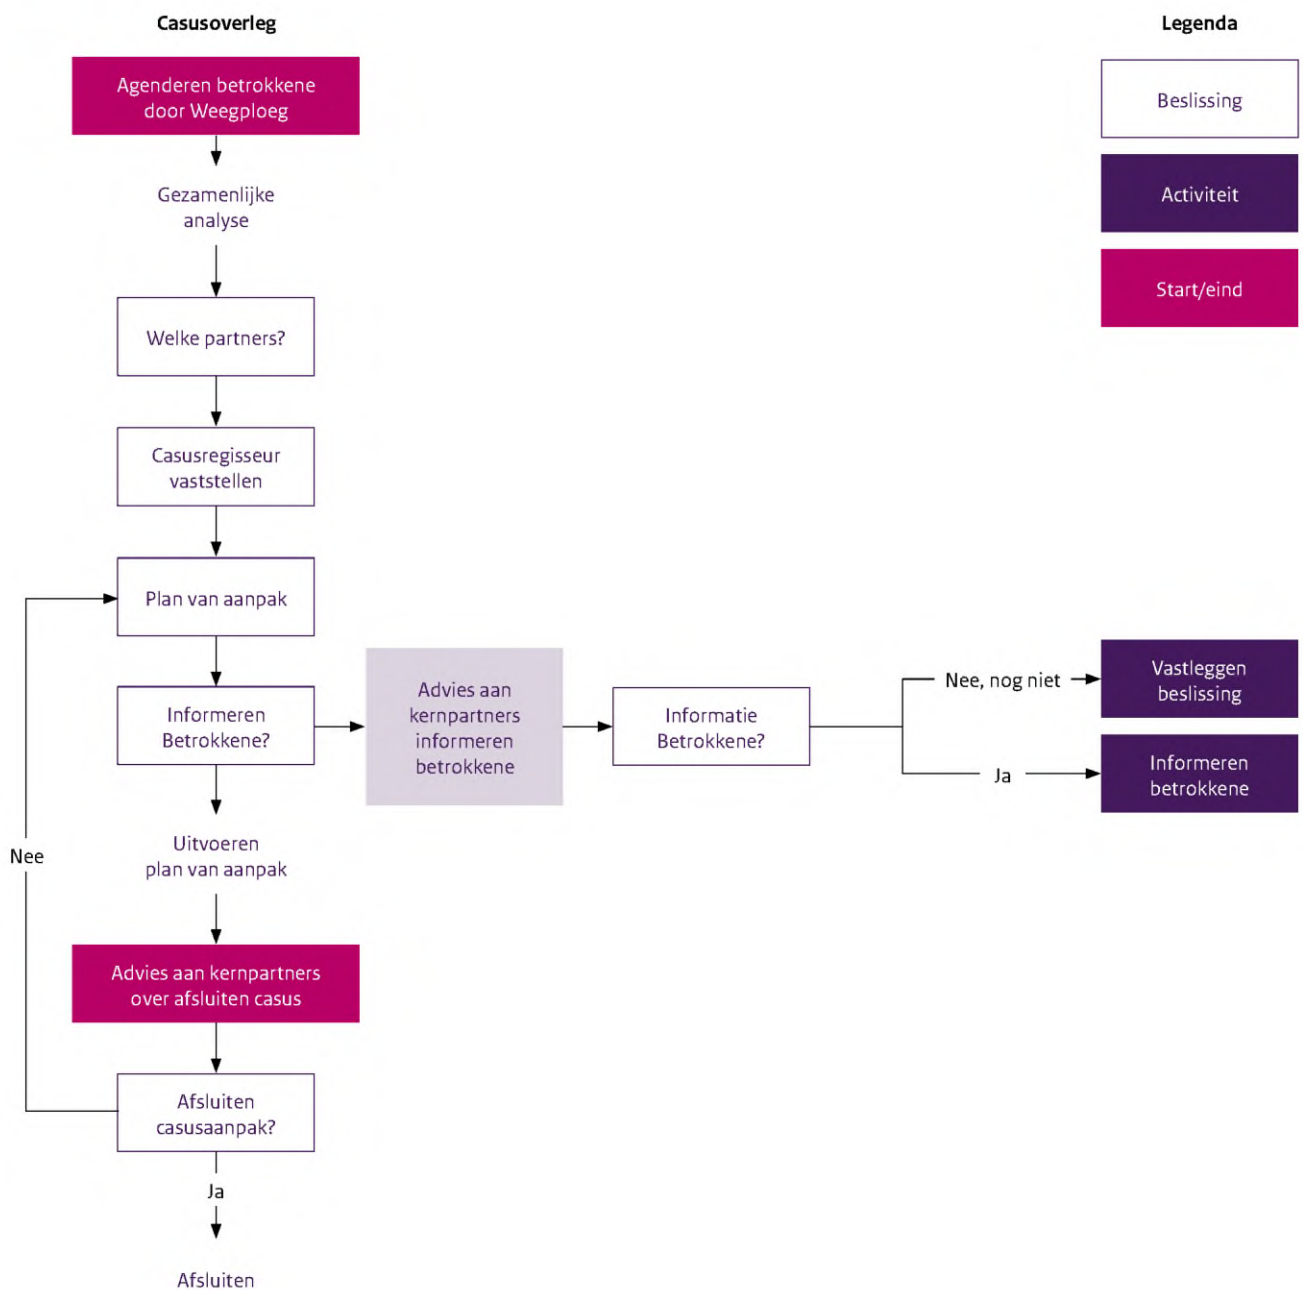 Casusoverleg
Agenderen betrokkene
door Weegploeg
Gezamenlijke
analyse
Welke partners?
Casusregisseur
vaststellen
Plan van aanpak
Informeren
Betrokkene?
Advies aan
kernpartners
informeren
betrokkene
Informatie
Betrokkene?
Nee, nog niet
Vastleggen
beslissing
Ja
Informeren
betrokkene
Uitvoeren
plan van aanpak
Nee
Advies aan kernpartners
over afsluiten casus
Afsluiten
casusaanpak?
Ja
Afsluiten
Legenda
Beslissing
Activiteit
Start/eind